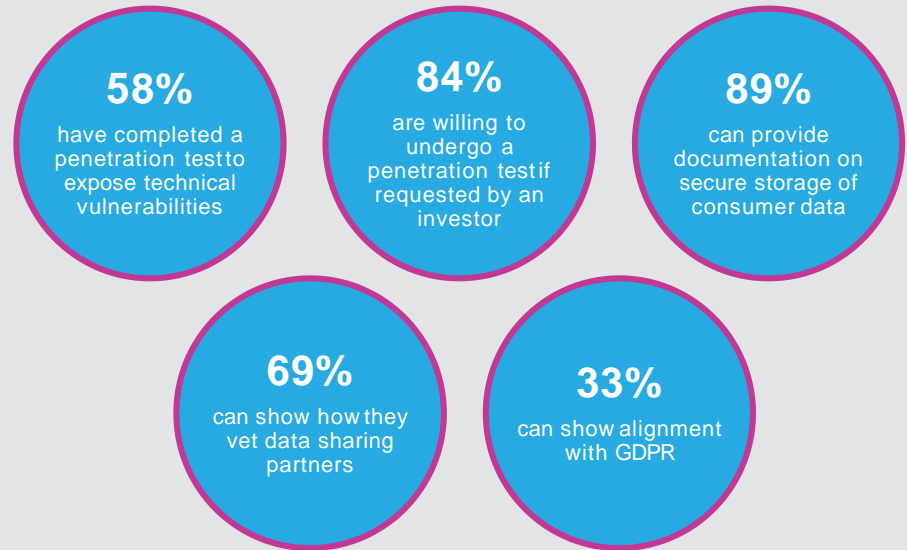 58%
have completed a
penetration test to
expose technical
vulnerabilities
84%
are willing to
undergo a
penetration test if
requested by an
investor
89%
can provide
documentation on
secure storage of
consumer data
69%
can show how they
vet data sharing
partners
33%
can show alignment
with GDPR